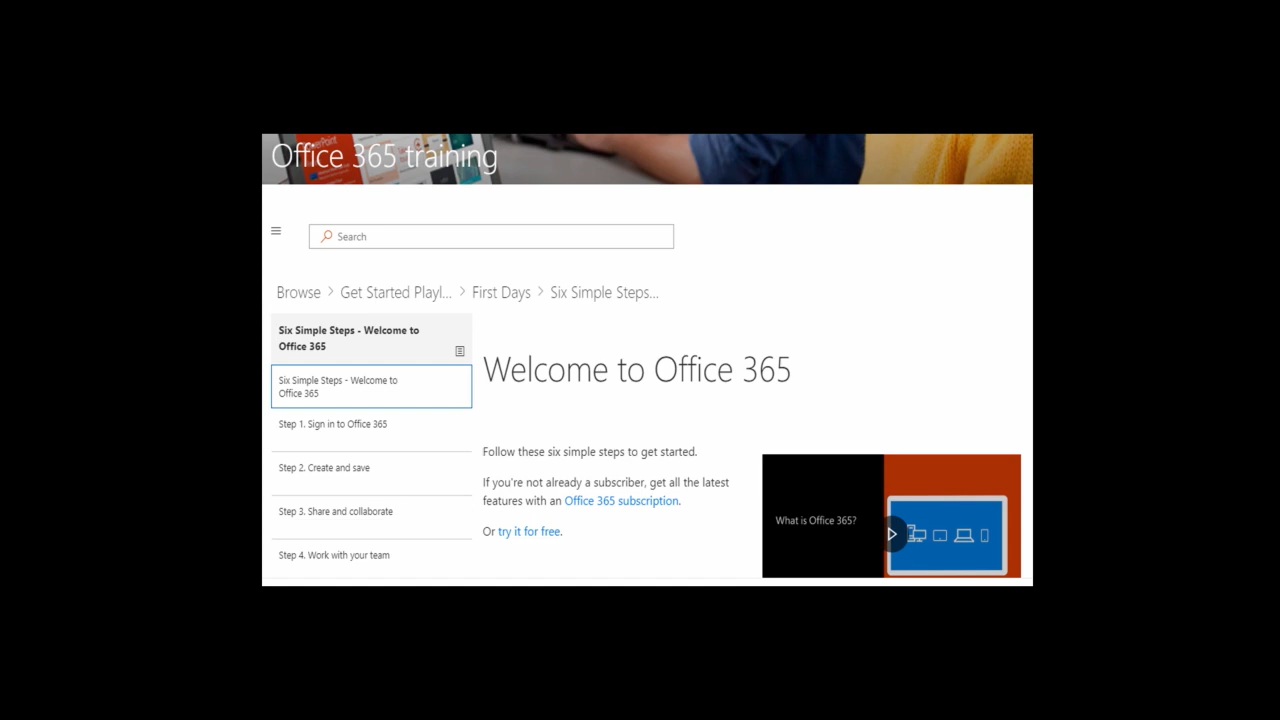 Office 365 training
Search
Browse > Get Started Playl... > First Days > Six Simple Steps...
Six Simple Steps - Welcome to
Office 365
Six Simple Steps - Welcome to
Office 365
Step 1. Sign in to Office 365
Step 2. Create and save
Step 3. Share and collaborate
Step 4. Work with your team
Welcome to Office 365
Follow these six simple steps to get started.
If you're not already a subscriber, get all the latest
features with an Office 365 subscription.
Or try it for free.
What is Office 365?